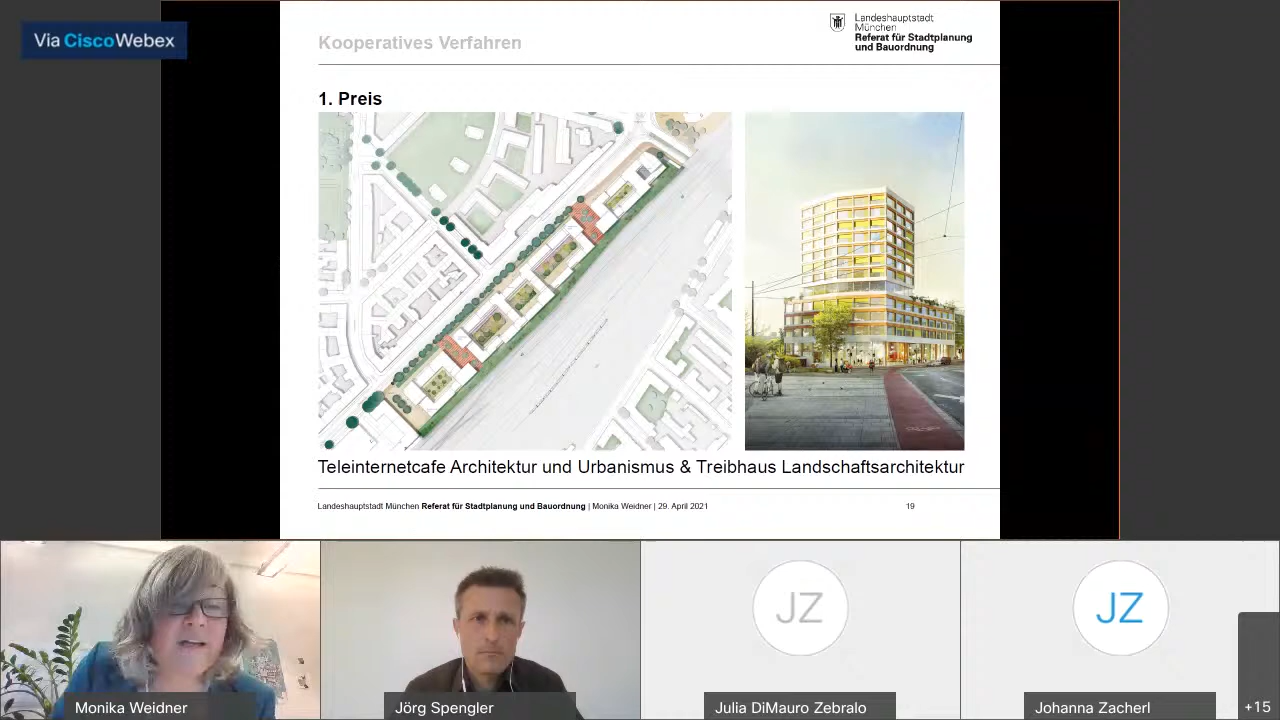 Via Cisco Webex
Kooperatives Verfahren
Landeshauptstadt
München
Referat für Stadtplanung
und Bauordnung
1. Preis
Teleinternetcafe Architektur und Urbanismus & Treibhaus Landschaftsarchitektur
Landeshauptstadt München Referat für Stadtplanung und Bauordnung | Monika Weidner | 29. April 2021
19
JZ
JZ
Monika Weidner
Jörg Spengler
Julia DiMauro Zebralo
Johanna Zacherl
+15